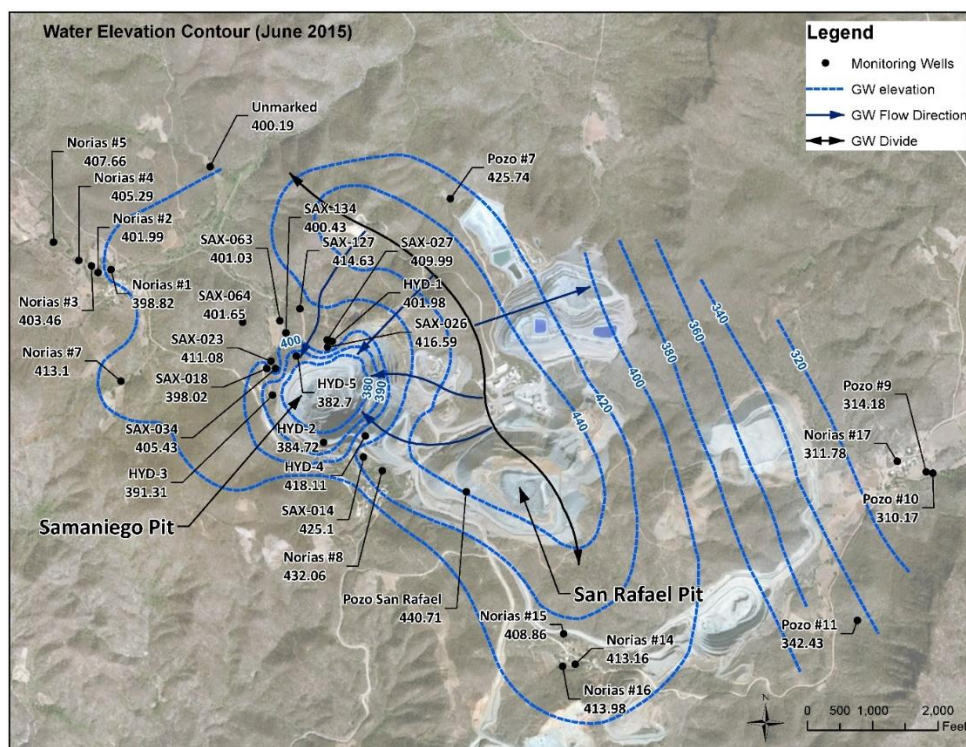 Water Elevation Contour (June 2015)
Legend
Monitoring Wells
GW elevation
GW Flow Direction
GW Divide
Unmarked
400.19
Norias #5
407.66
Norias #4
405.29
Norias #2
401.99
Pozo #7
425.74
SAX-134
400.43
SAX-063
401.03
SAX-127
414.63
SAX-027
409.99
Norias #1
398.82
HYD-1
401.98
SAX-064
401.65
Norias #3
403.46
SAX-026
416.59
SAX-023
411.08
400
Norias #7
413.1
SAX-018
398.02
HYD-5
382.7
380
390
SAX-034
405.43
HYD-2
384.72
HYD-3
391.31
HYD-4
418.11
Samaniego Pit
SAX-014
425.1
Norias #8
432.06
Pozo San Rafael
440.71
San Rafael Pit
440
420
400
380
360
340
320
Pozo #9
314.18
Norias #17
311.78
Pozo #10
310.17
Norias #15
408.86
Norias #14
413.16
Norias #16
413.98
Pozo #11
342.43
N
0
1,000
2,000
Feet